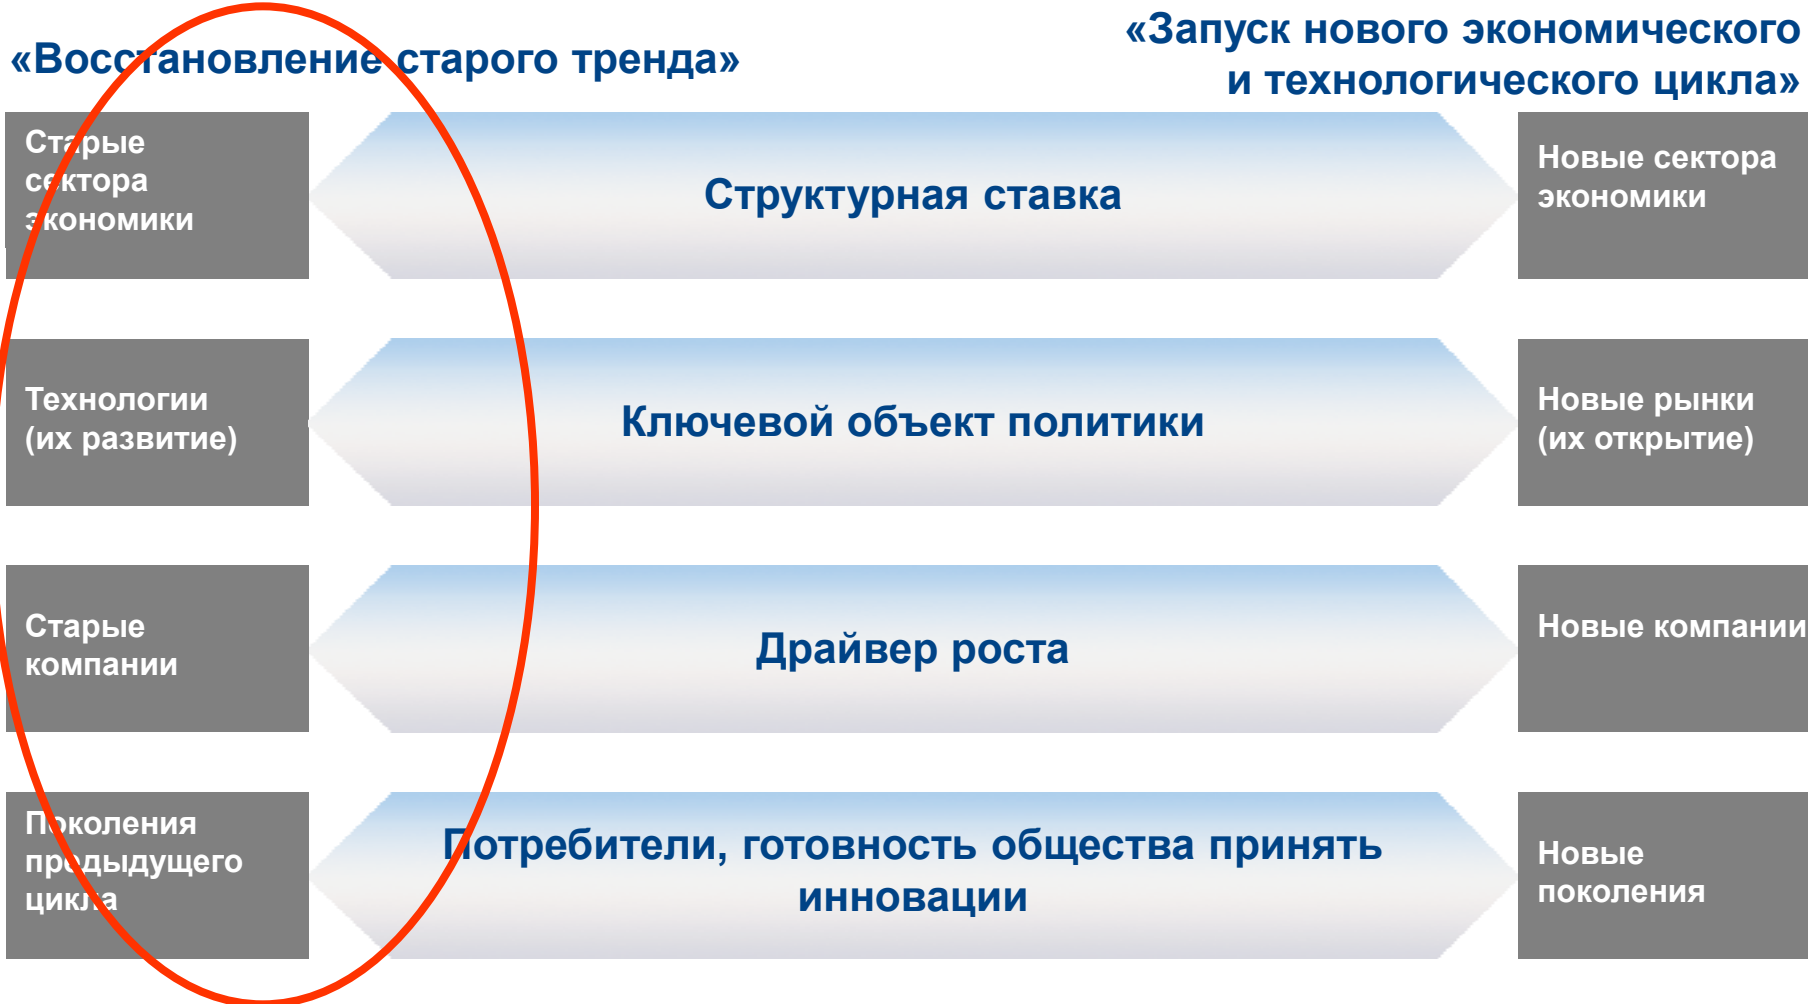 «Восстановление старого тренда»
«Запуск нового экономического
и технологического цикла»
Старые
сектора
экономики
Структурная ставка
Новые сектора
экономики
Технологии
(их развитие)
Ключевой объект политики
Новые рынки
(их открытие)
Старые
компании
Драйвер роста
Новые компании
Поколения
предыдущего
цикла
Потребители, готовность общества принять
инновации
Новые
поколения